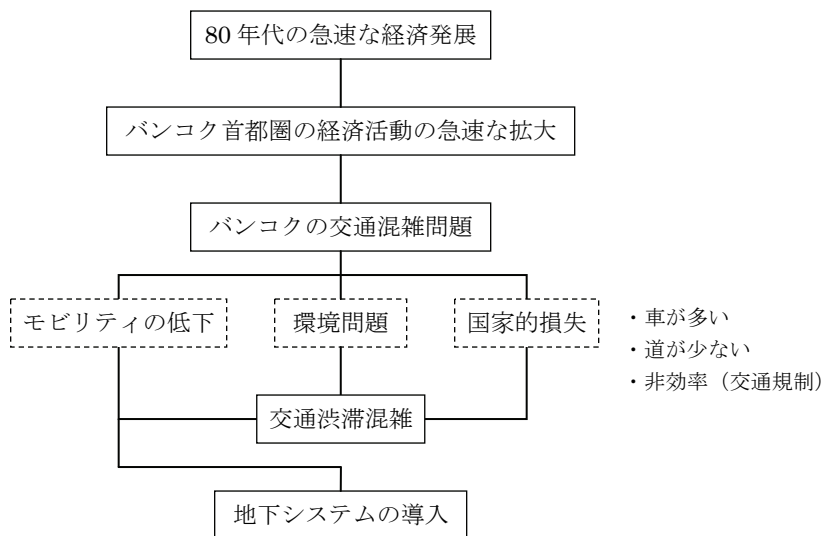 80 年代の急速な経済発展
バンコク首都圏の経済活動の急速な拡大
バンコクの交通混雑問題
モビリティの低下
環境問題
国家的損失
・車が多い
・道が少ない
・非効率（交通規制）
交通渋滞混雑
地下システムの導入